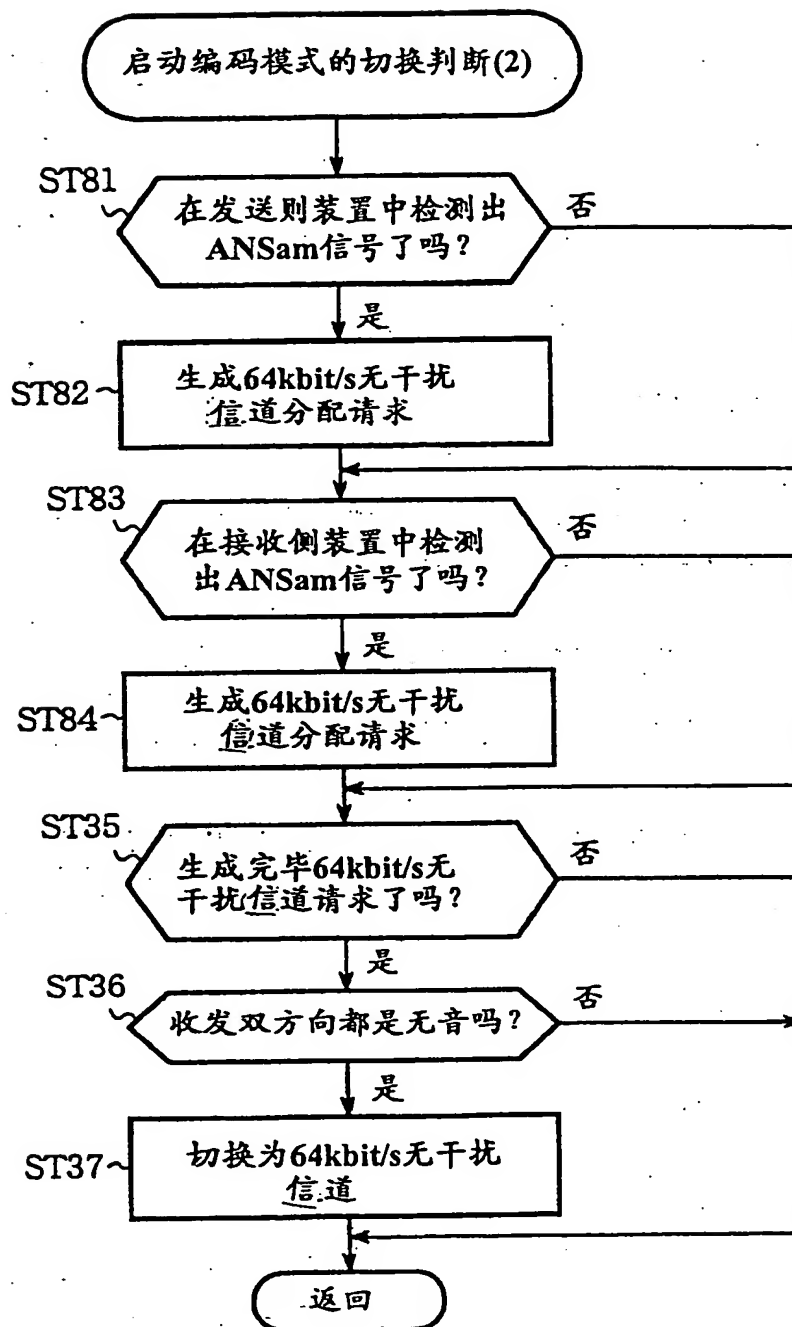 启动编码模式的切换判断(2)
ST81
在发送则装置中检测出
ANSam信号了吗？
否
是
ST82
生成64kbit/s无干扰
信道分配请求
ST83
在接收侧装置中检测
出ANSam信号了吗？
否
是
ST84
生成64kbit/s无干扰
信道分配请求
ST35
生成完毕64kbit/s无
干扰信道请求了吗？
否
是
ST36
收发双方向都是无音吗？
否
是
ST37
切换为64kbit/s无干扰
信道
返回